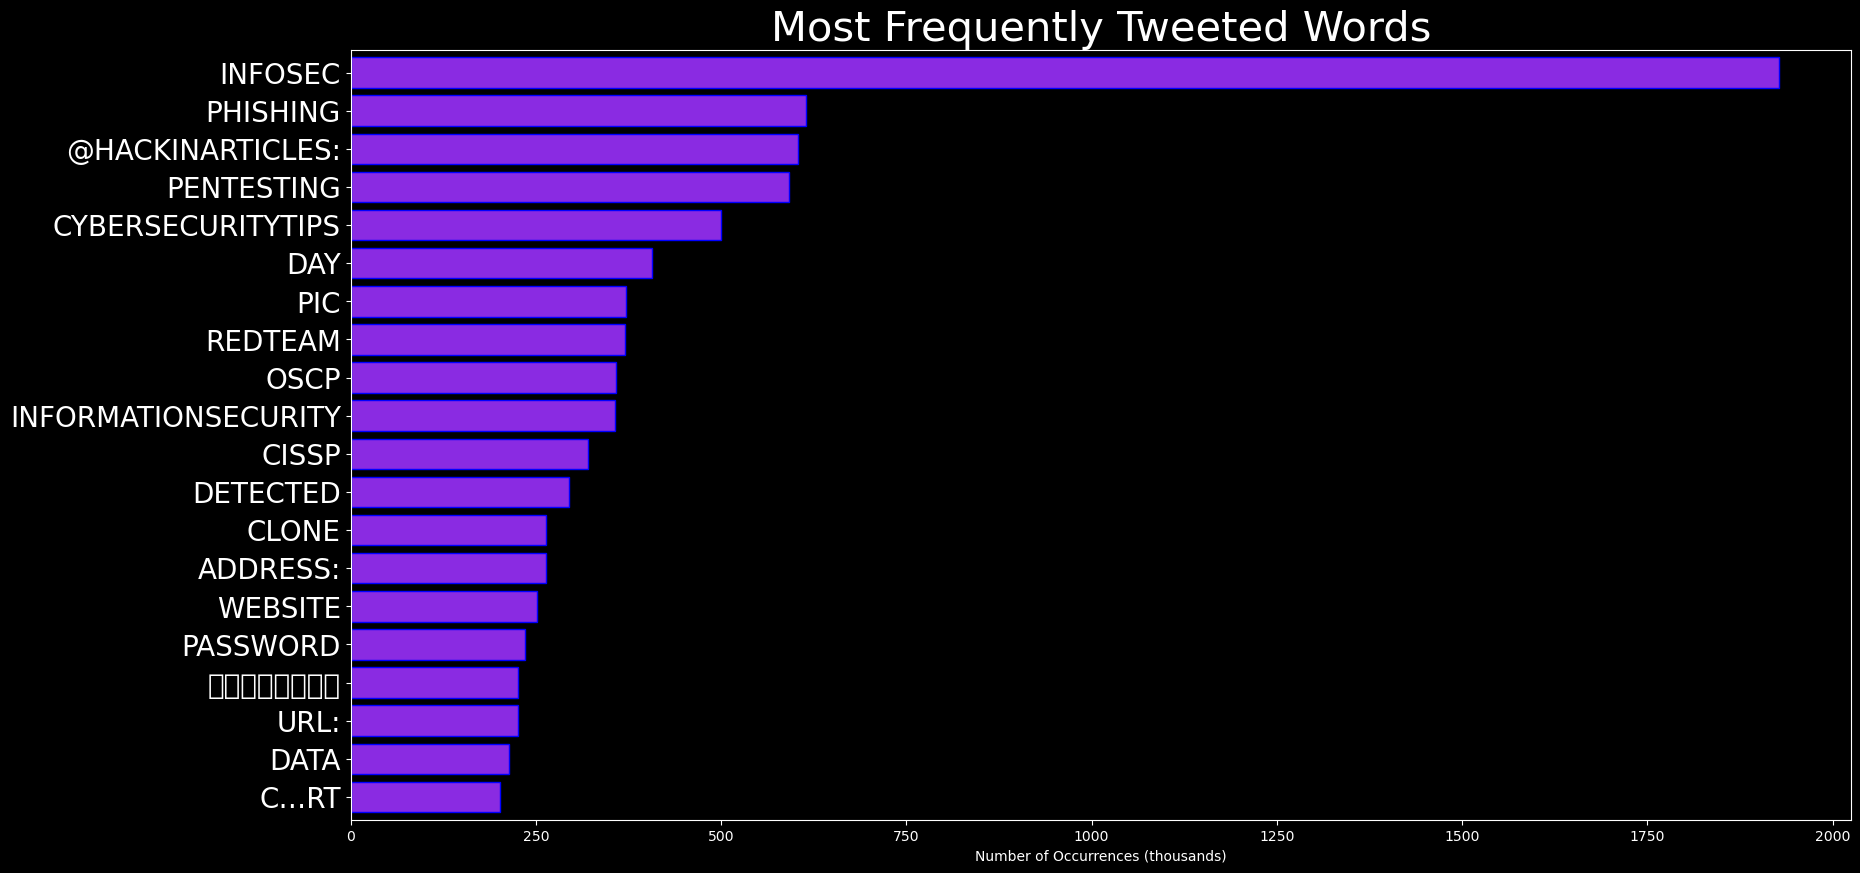 Most Frequently Tweeted Words
INFOSEC
PHISHING
@HACKINARTICLES:
PENTESTING
CYBERSECURITYTIPS
DAY
PIC
REDTEAM
OSCP
INFORMATIONSECURITY
CISSP
DETECTED
CLONE
ADDRESS:
WEBSITE
PASSWORD
URL:
DATA
C...RT
0 250 500 750 1000 1250 1500 1750 2000
Number of Occurrences (thousands)